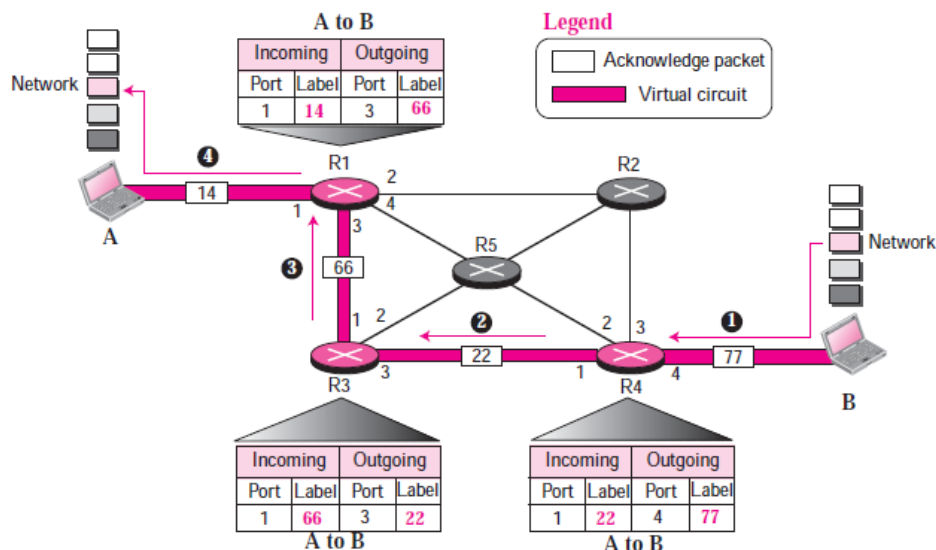 A to B
Incoming Outgoing
Port Label Port Label
1 14 3 66
Legend
Acknowledge packet
Virtual circuit
Network
4
R1
R2
14
1
2
4
3
A
3
66
R5
Network
1
2
2
3
1
2
1
3
22
1
4
77
R3
R4
B
Incoming Outgoing
Port Label Port Label
1 66 3 22
A to B
Incoming Outgoing
Port Label Port Label
1 22 4 77
A to B